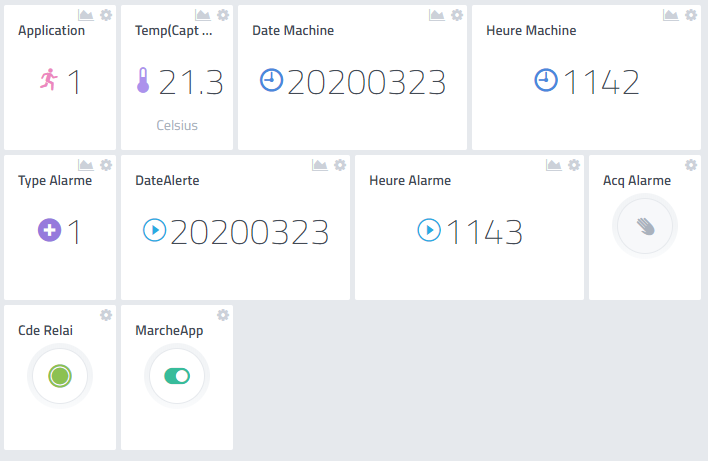 Application
1
Temp(Capt ...
21.3
Celsius
Date Machine
20200323
Heure Machine
1142
Type Alarme
1
DateAlerte
20200323
Heure Alarme
1143
Acq Alarme
Cde Relai
MarcheApp